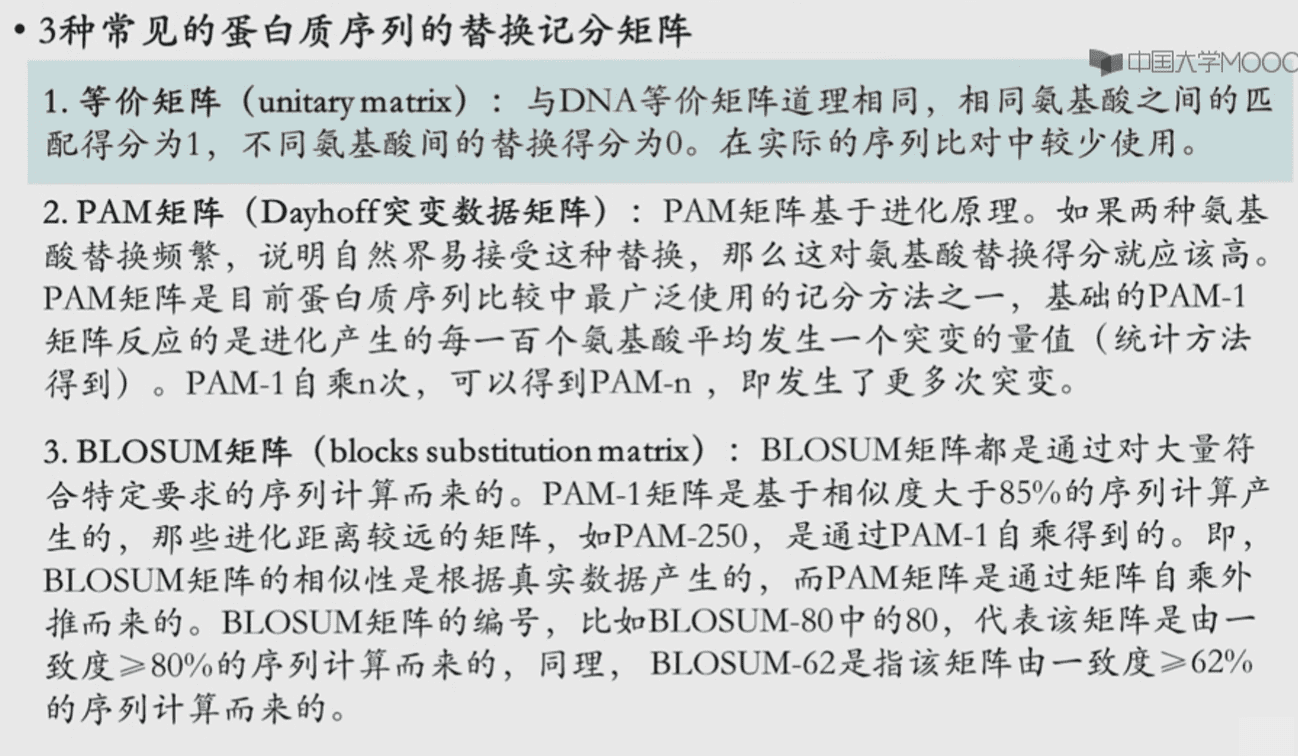 • 3种常见的蛋白质序列的替换记分矩阵
中国大学MOOC
1. 等价矩阵（unitary matrix）：与DNA等价矩阵道理相同，相同氨基酸之间的匹
配得分为1，不同氨基酸间的替换得分为0。在实际的序列比对中较少使用。
2. PAM矩阵（Dayhoff突变数据矩阵）：PAM矩阵基于进化原理。如果两种氨基
酸替换频繁，说明自然界易接受这种替换，那么这对氨基酸替换得分就应该高。
PAM矩阵是目前蛋白质序列比较中最广泛使用的记分方法之一，基础的PAM-1
矩阵反应的是进化产生的每一百个氨基酸平均发生一个突变的量值（统计方法
得到）。PAM-1自乘n次，可以得到PAM-n，即发生了更多次突变。
3. BLOSUM矩阵（blocks substitution matrix）：BLOSUM矩阵都是通过对大量符
合特定要求的序列计算而来的。PAM-1矩阵是基于相似度大于85%的序列计算产
生的，那些进化距离较远的矩阵，如PAM-250，是通过PAM-1自乘得到的。即，
BLOSUM矩阵的相似性是根据真实数据产生的，而PAM矩阵是通过矩阵自乘外
推而来的。BLOSUM矩阵的编号，比如BLOSUM-80中的80，代表该矩阵是由一
致度≥80%的序列计算而来的，同理，BLOSUM-62是指该矩阵由一致度≥62%
的序列计算而来的。